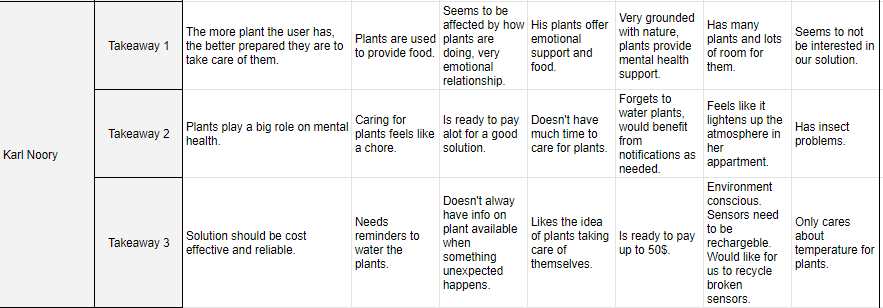 Karl Noory
Takeaway 1
The more plant the user has,
the better prepared they are to
take care of them.
Plants are used
to provide food.
Seems to be
affected by how
plants are
doing, very
emotional
relationship.
His plants offer
emotional
support and
food.
Very grounded
with nature,
plants provide
mental health
support.
Has many
plants and lots
of room for
them.
Seems to not
be interested in
our solution.
Takeaway 2
Plants play a big role on mental
health.
Caring for
plants feels like
a chore.
Is ready to pay
alot for a good
solution.
Doesn't have
much time to
care for plants.
Forgets to
water plants,
would benefit
from
notifications as
needed.
Feels like it
lightens up the
atmosphere in
her
appartment.
Has insect
problems.
Takeaway 3
Solution should be cost
effective and reliable.
Needs
reminders to
water the
plants.
Doesn't alway
have info on
plant available
when
something
unexpected
happens.
Likes the idea
of plants taking
care of
themselves.
Is ready to pay
up to 50$.
Environment
conscious.
Sensors need
to be
rechargeble.
Would like for
us to recycle
broken
sensors.
Only cares
about
temperature for
plants.